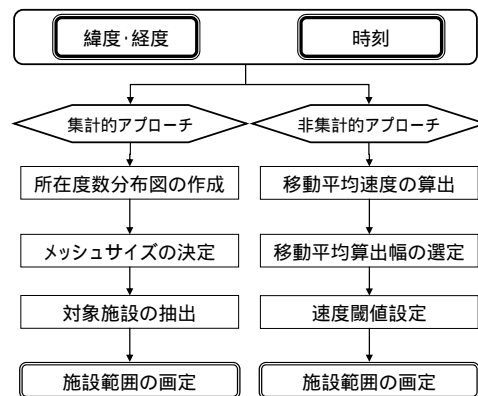 緯度･経度
時刻
集計的アプローチ
非集計的アプローチ
所在度数分布図の作成
移動平均速度の算出
メッシュサイズの決定
移動平均算出幅の選定
対象施設の抽出
速度閾値設定
施設範囲の画定
施設範囲の画定